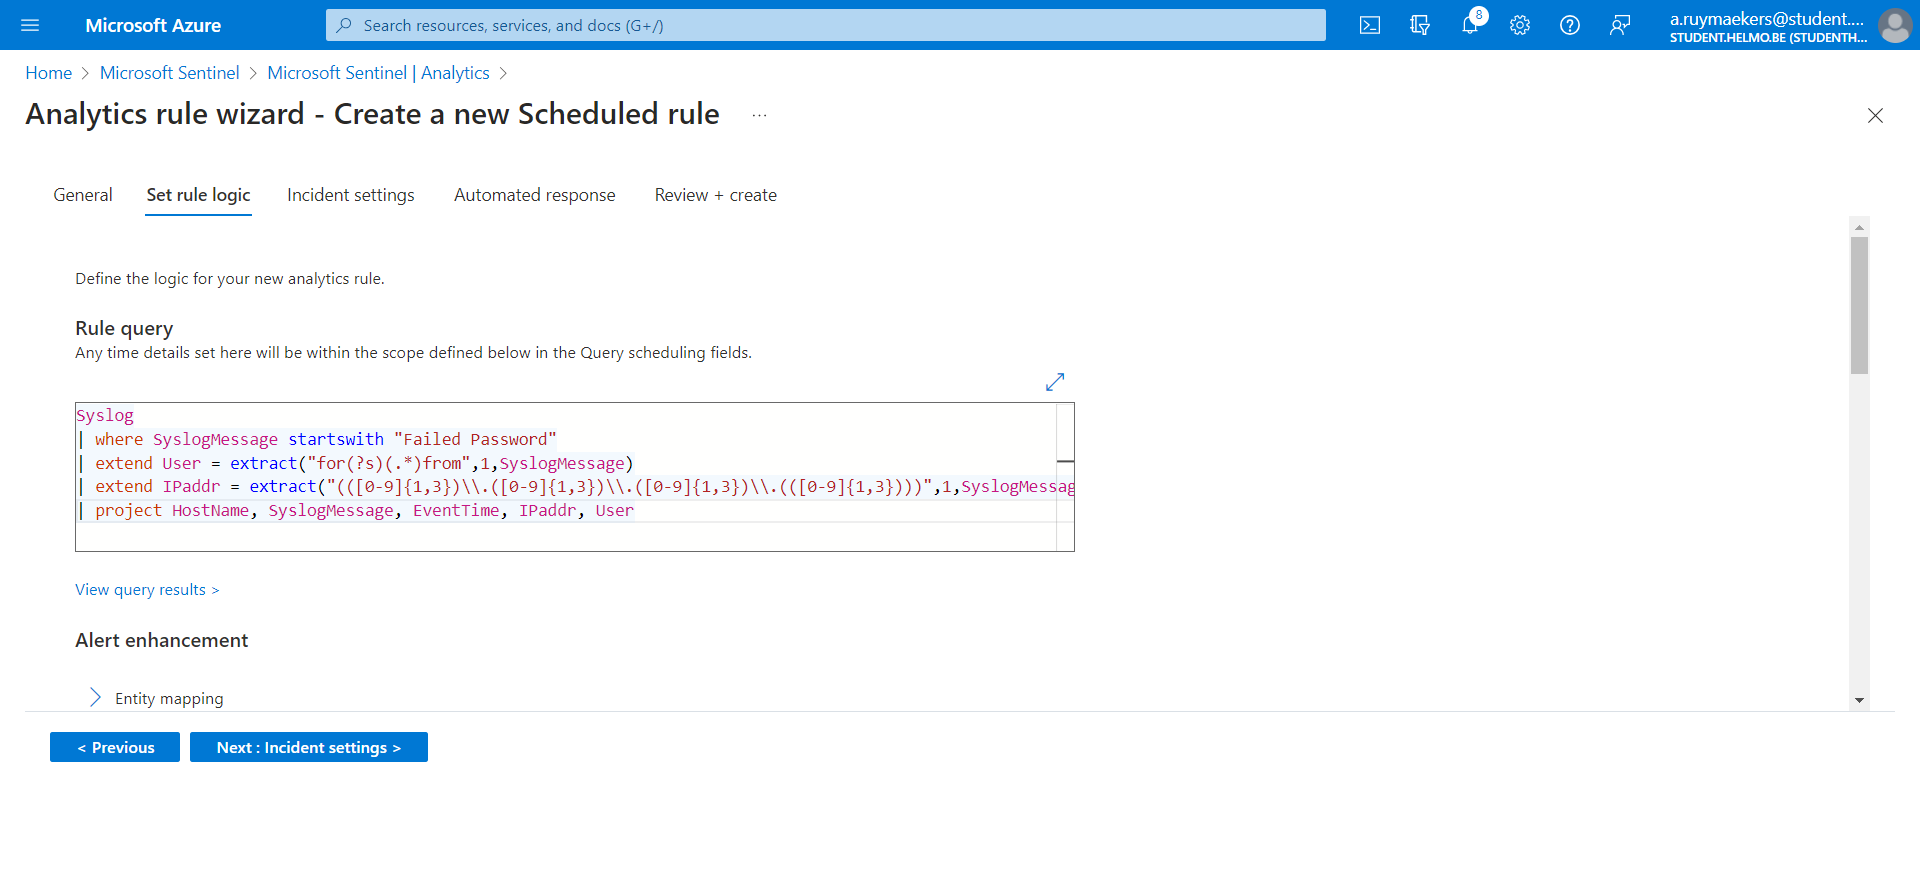 Microsoft Azure
Search resources, services, and docs (G+/)
8
a.ruymaekers@student....
STUDENT.HELMO.BE (STUDENTH...
Home > Microsoft Sentinel > Microsoft Sentinel | Analytics >
Analytics rule wizard - Create a new Scheduled rule ...
General
Set rule logic
Incident settings
Automated response
Review + create
Define the logic for your new analytics rule.
Rule query
Any time details set here will be within the scope defined below in the Query scheduling fields.
Syslog
| where SyslogMessage startswith "Failed Password"
| extend User = extract("for(?s)(.*)from",1,SyslogMessage)
| extend IPaddr = extract("(([0-9]{1,3})\\.([0-9]{1,3})\\.([0-9]{1,3})\\.(([0-9]{1,3})))",1,SyslogMessag
| project HostName, SyslogMessage, EventTime, IPaddr, User
View query results >
Alert enhancement
Entity mapping
< Previous
Next : Incident settings >